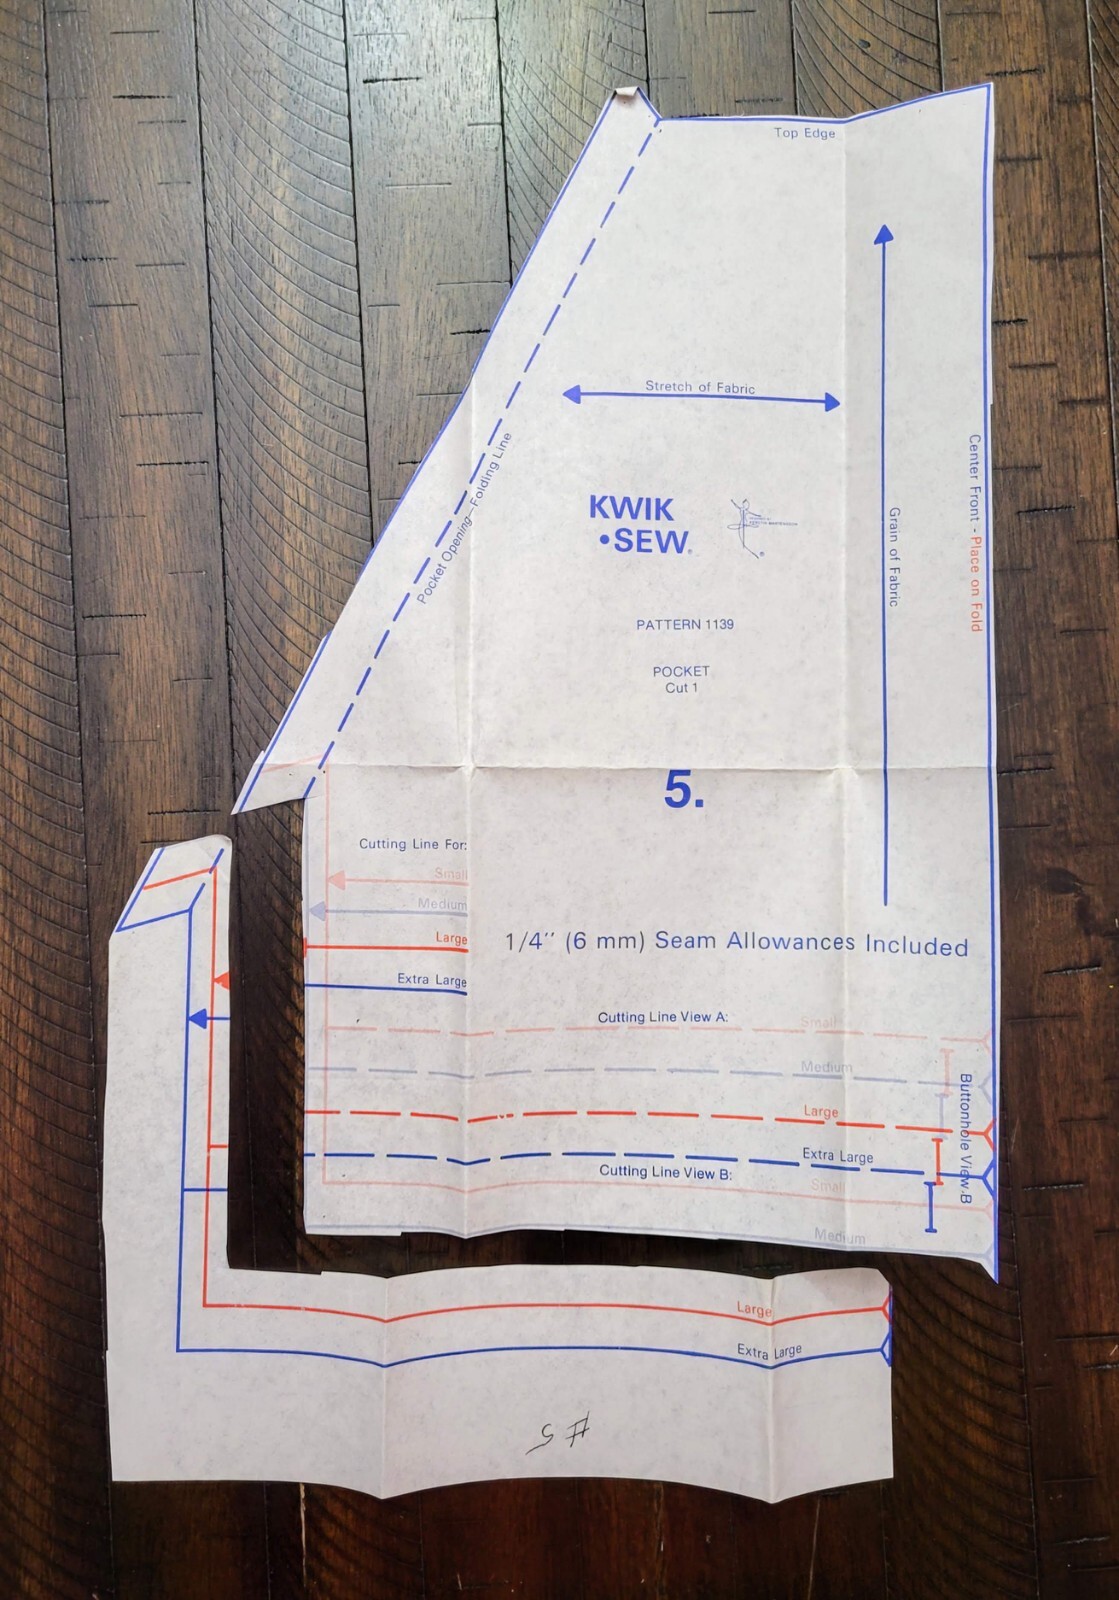 Top Edge
Stretch of Fabric
Pocket Opening–Folding Line
KWIK
•SEW®
Center Front - Place on Fold
Grain of Fabric
PATTERN 1139
POCKET
Cut 1
5.
Cutting Line For:
Small
Medium
Large
Extra Large
1/4'' (6 mm) Seam Allowances Included
Cutting Line View A:
Small
Medium
Large
Extra Large
Buttonhole View B
Cutting Line View B:
Small
Medium
Large
Extra Large
#5